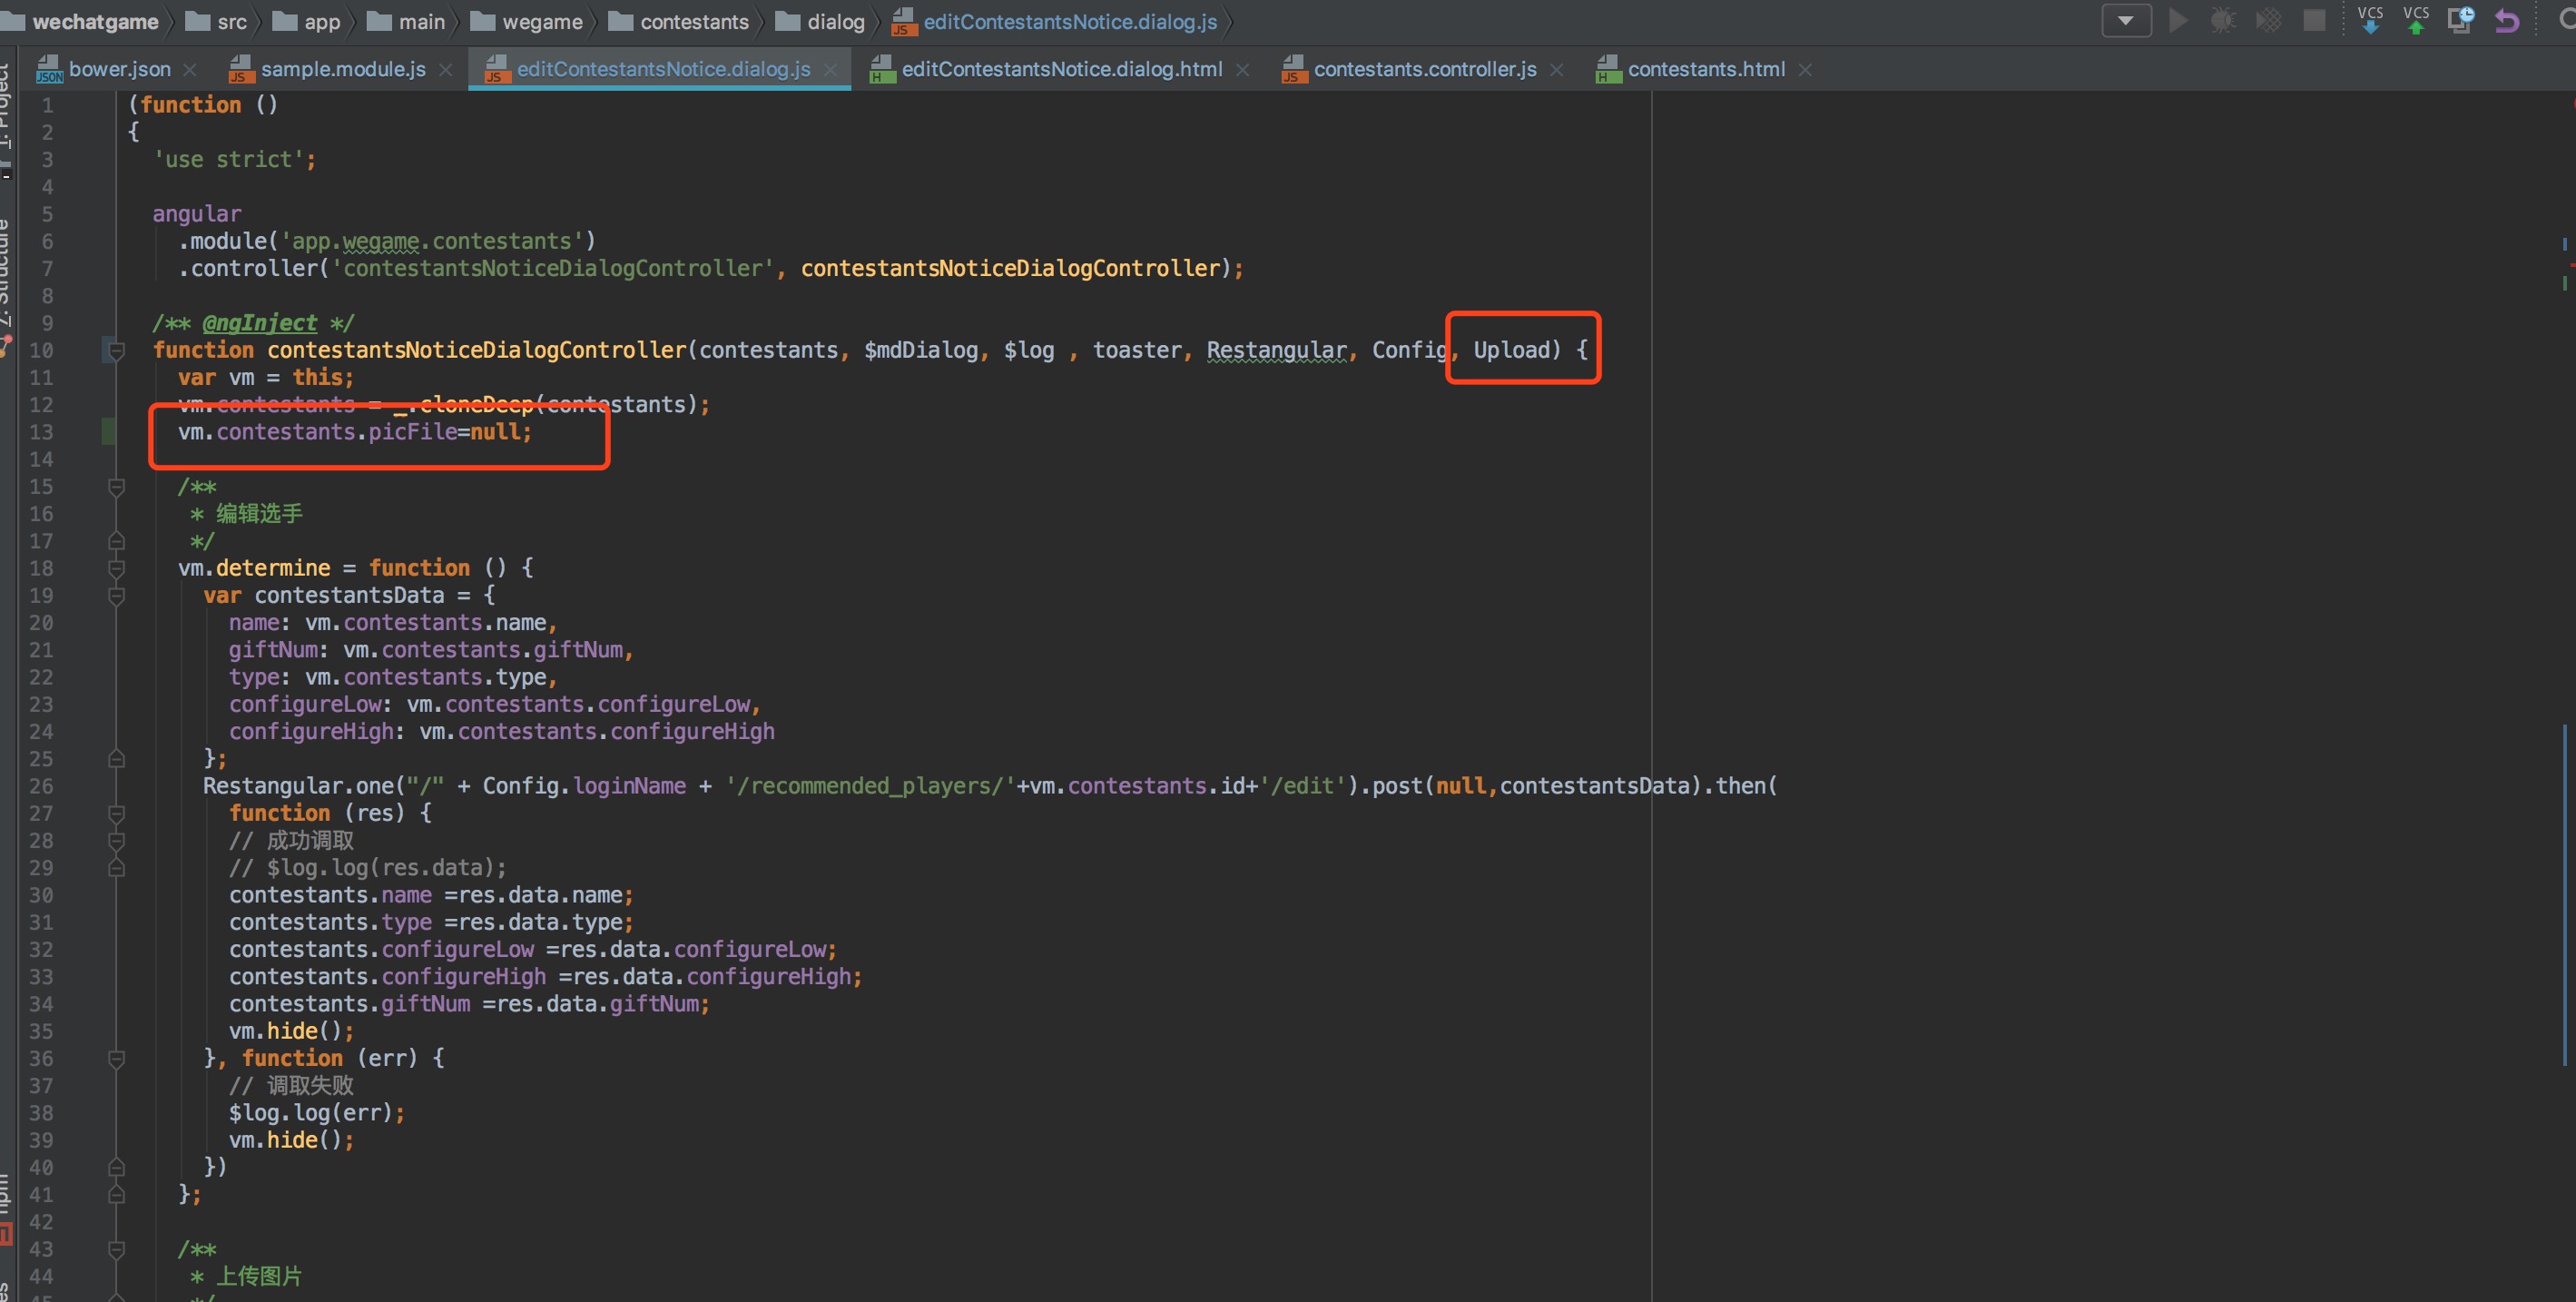 wechatgame src app main wegame contestants dialog editContestantsNotice.dialog.js
VCS VCS
bower.json sample.module.js editContestantsNotice.dialog.js editContestantsNotice.dialog.html contestants.controller.js contestants.html
1 (function ()
2 {
3 'use strict';
4
5 angular
6 .module('app.wegame.contestants')
7 .controller('contestantsNoticeDialogController', contestantsNoticeDialogController);
8
9 /** @ngInject */
10 function contestantsNoticeDialogController(contestants, $mdDialog, $log , toaster, Restangular, Config, Upload) {
11 var vm = this;
12 vm.contestants = _.cloneDeep(contestants);
13 vm.contestants.picFile=null;
14
15 /**
16 * 编辑选手
17 */
18 vm.determine = function () {
19 var contestantsData = {
20 name: vm.contestants.name,
21 giftNum: vm.contestants.giftNum,
22 type: vm.contestants.type,
23 configureLow: vm.contestants.configureLow,
24 configureHigh: vm.contestants.configureHigh
25 };
26 Restangular.one("/" + Config.loginName + '/recommended_players/'+vm.contestants.id+'/edit').post(null,contestantsData).then(
27 function (res) {
28 // 成功调取
29 // $log.log(res.data);
30 contestants.name =res.data.name;
31 contestants.type =res.data.type;
32 contestants.configureLow =res.data.configureLow;
33 contestants.configureHigh =res.data.configureHigh;
34 contestants.giftNum =res.data.giftNum;
35 vm.hide();
36 }, function (err) {
37 // 调取失败
38 $log.log(err);
39 vm.hide();
40 })
41 };
42
43 /**
44 * 上传图片
45 */
1: Project
7: Structure
npm